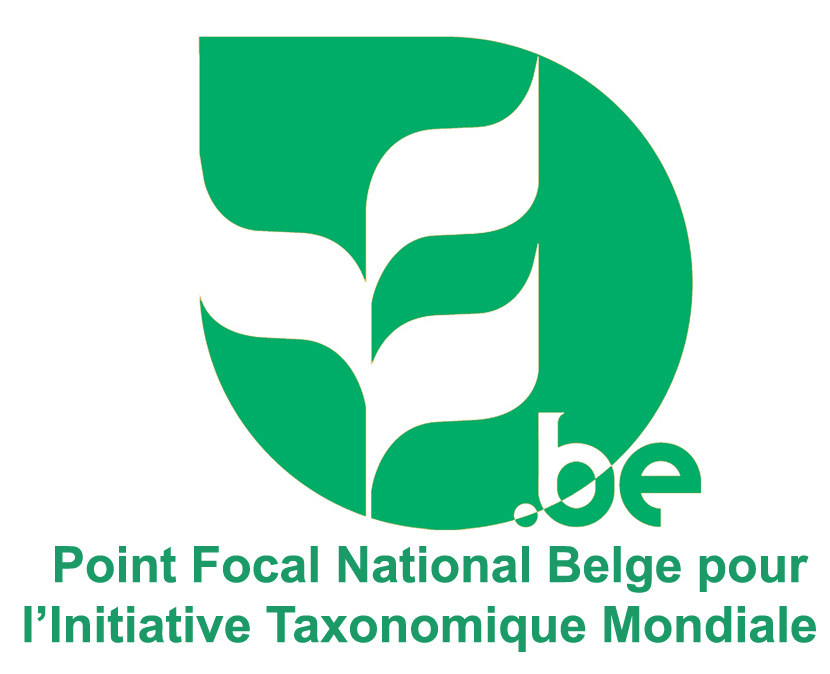 .be
Point Focal National Belge pour
l’Initiative Taxonomique Mondiale